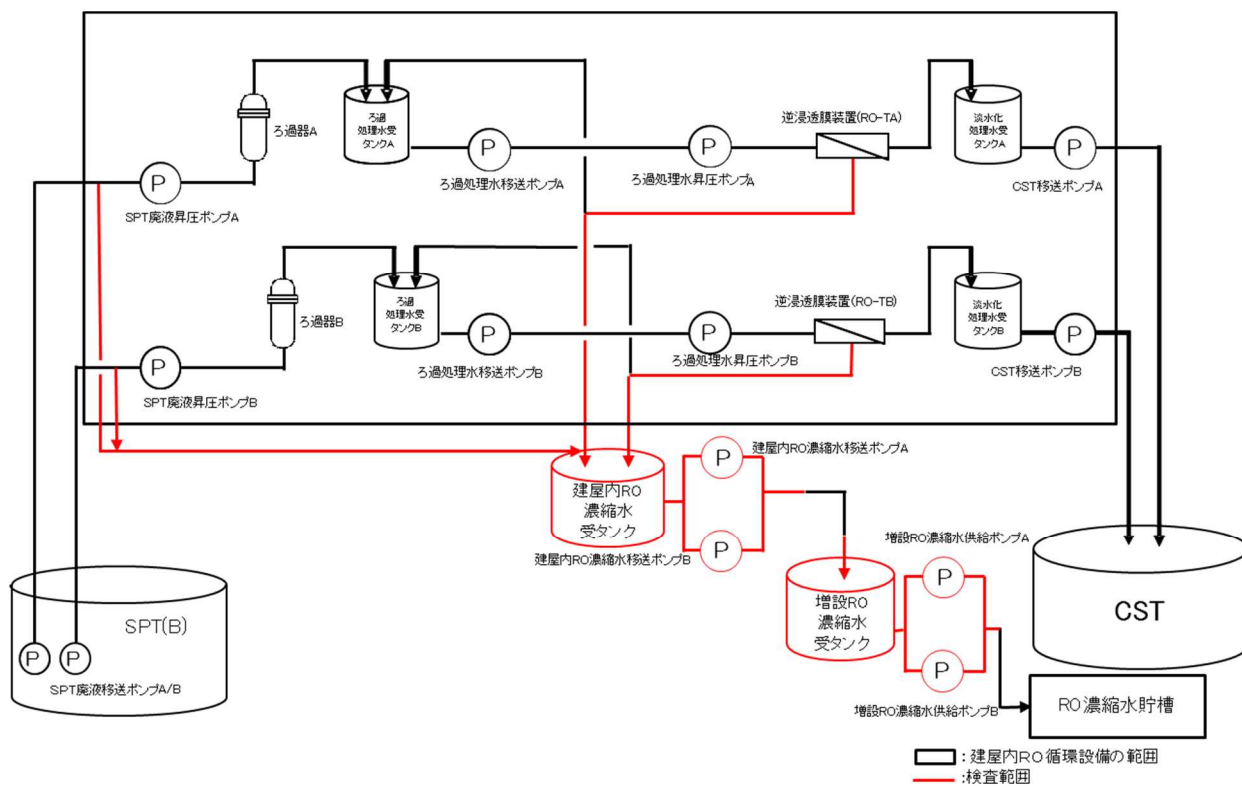 ろ過器A
ろ過
処理水受
タンクA
P
ろ過処理水移送ポンプA
P
ろ過処理水昇圧ポンプA
逆浸透膜装置(RO-TA)
淡水化
処理水受
タンクA
P
CST移送ポンプA
P
SPT廃液昇圧ポンプA
ろ過器B
ろ過
処理水受
タンクB
P
ろ過処理水移送ポンプB
P
ろ過処理水昇圧ポンプB
逆浸透膜装置(RO-TB)
淡水化
処理水受
タンクB
P
CST移送ポンプB
P
SPT廃液昇圧ポンプB
建屋内RO
濃縮水
受タンク
P
建屋内RO濃縮水移送ポンプA
P
建屋内RO濃縮水移送ポンプB
増設RO
濃縮水
受タンク
P
増設RO濃縮水供給ポンプA
P
増設RO濃縮水供給ポンプB
CST
RO濃縮水貯槽
SPT(B)
P
P
SPT廃液移送ポンプA/B
:建屋内RO循環設備の範囲
:検査範囲